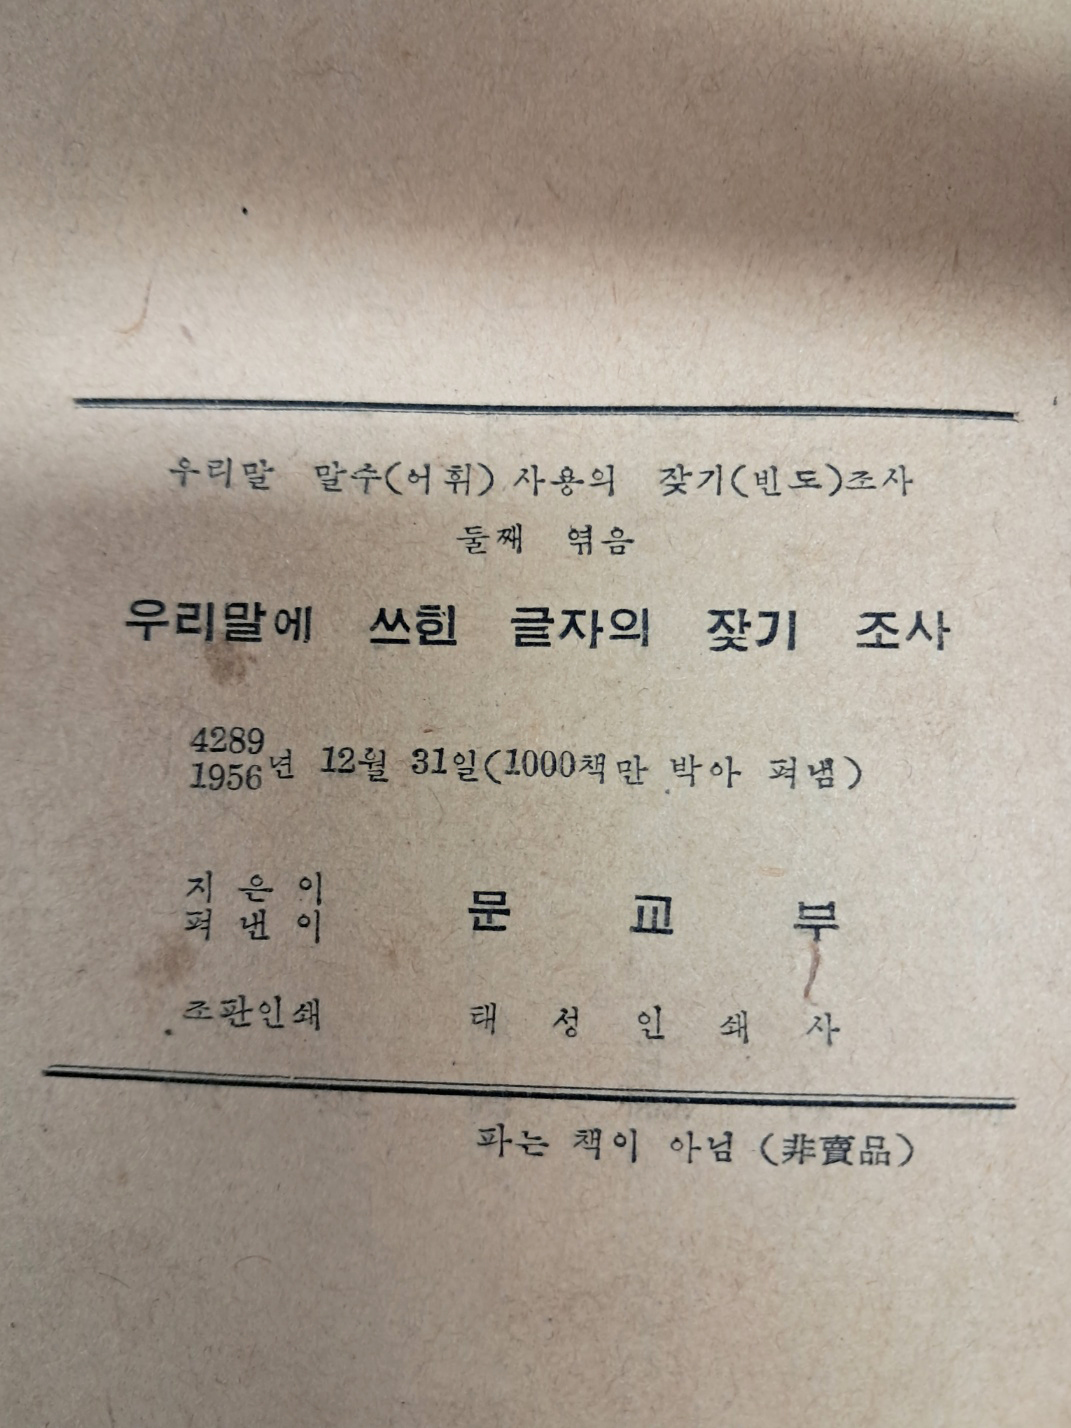 우리말 말수(어휘) 사용의 잦기(빈도)조사
둘째 엮음
우리말에 쓰힌 글자의 잦기 조사
4289
1956년 12월 31일(1000책만 박아 펴냄)
지은이
펴낸이 문교부
조판인쇄 태성인쇄사
파는 책이 아님 (非賣品)